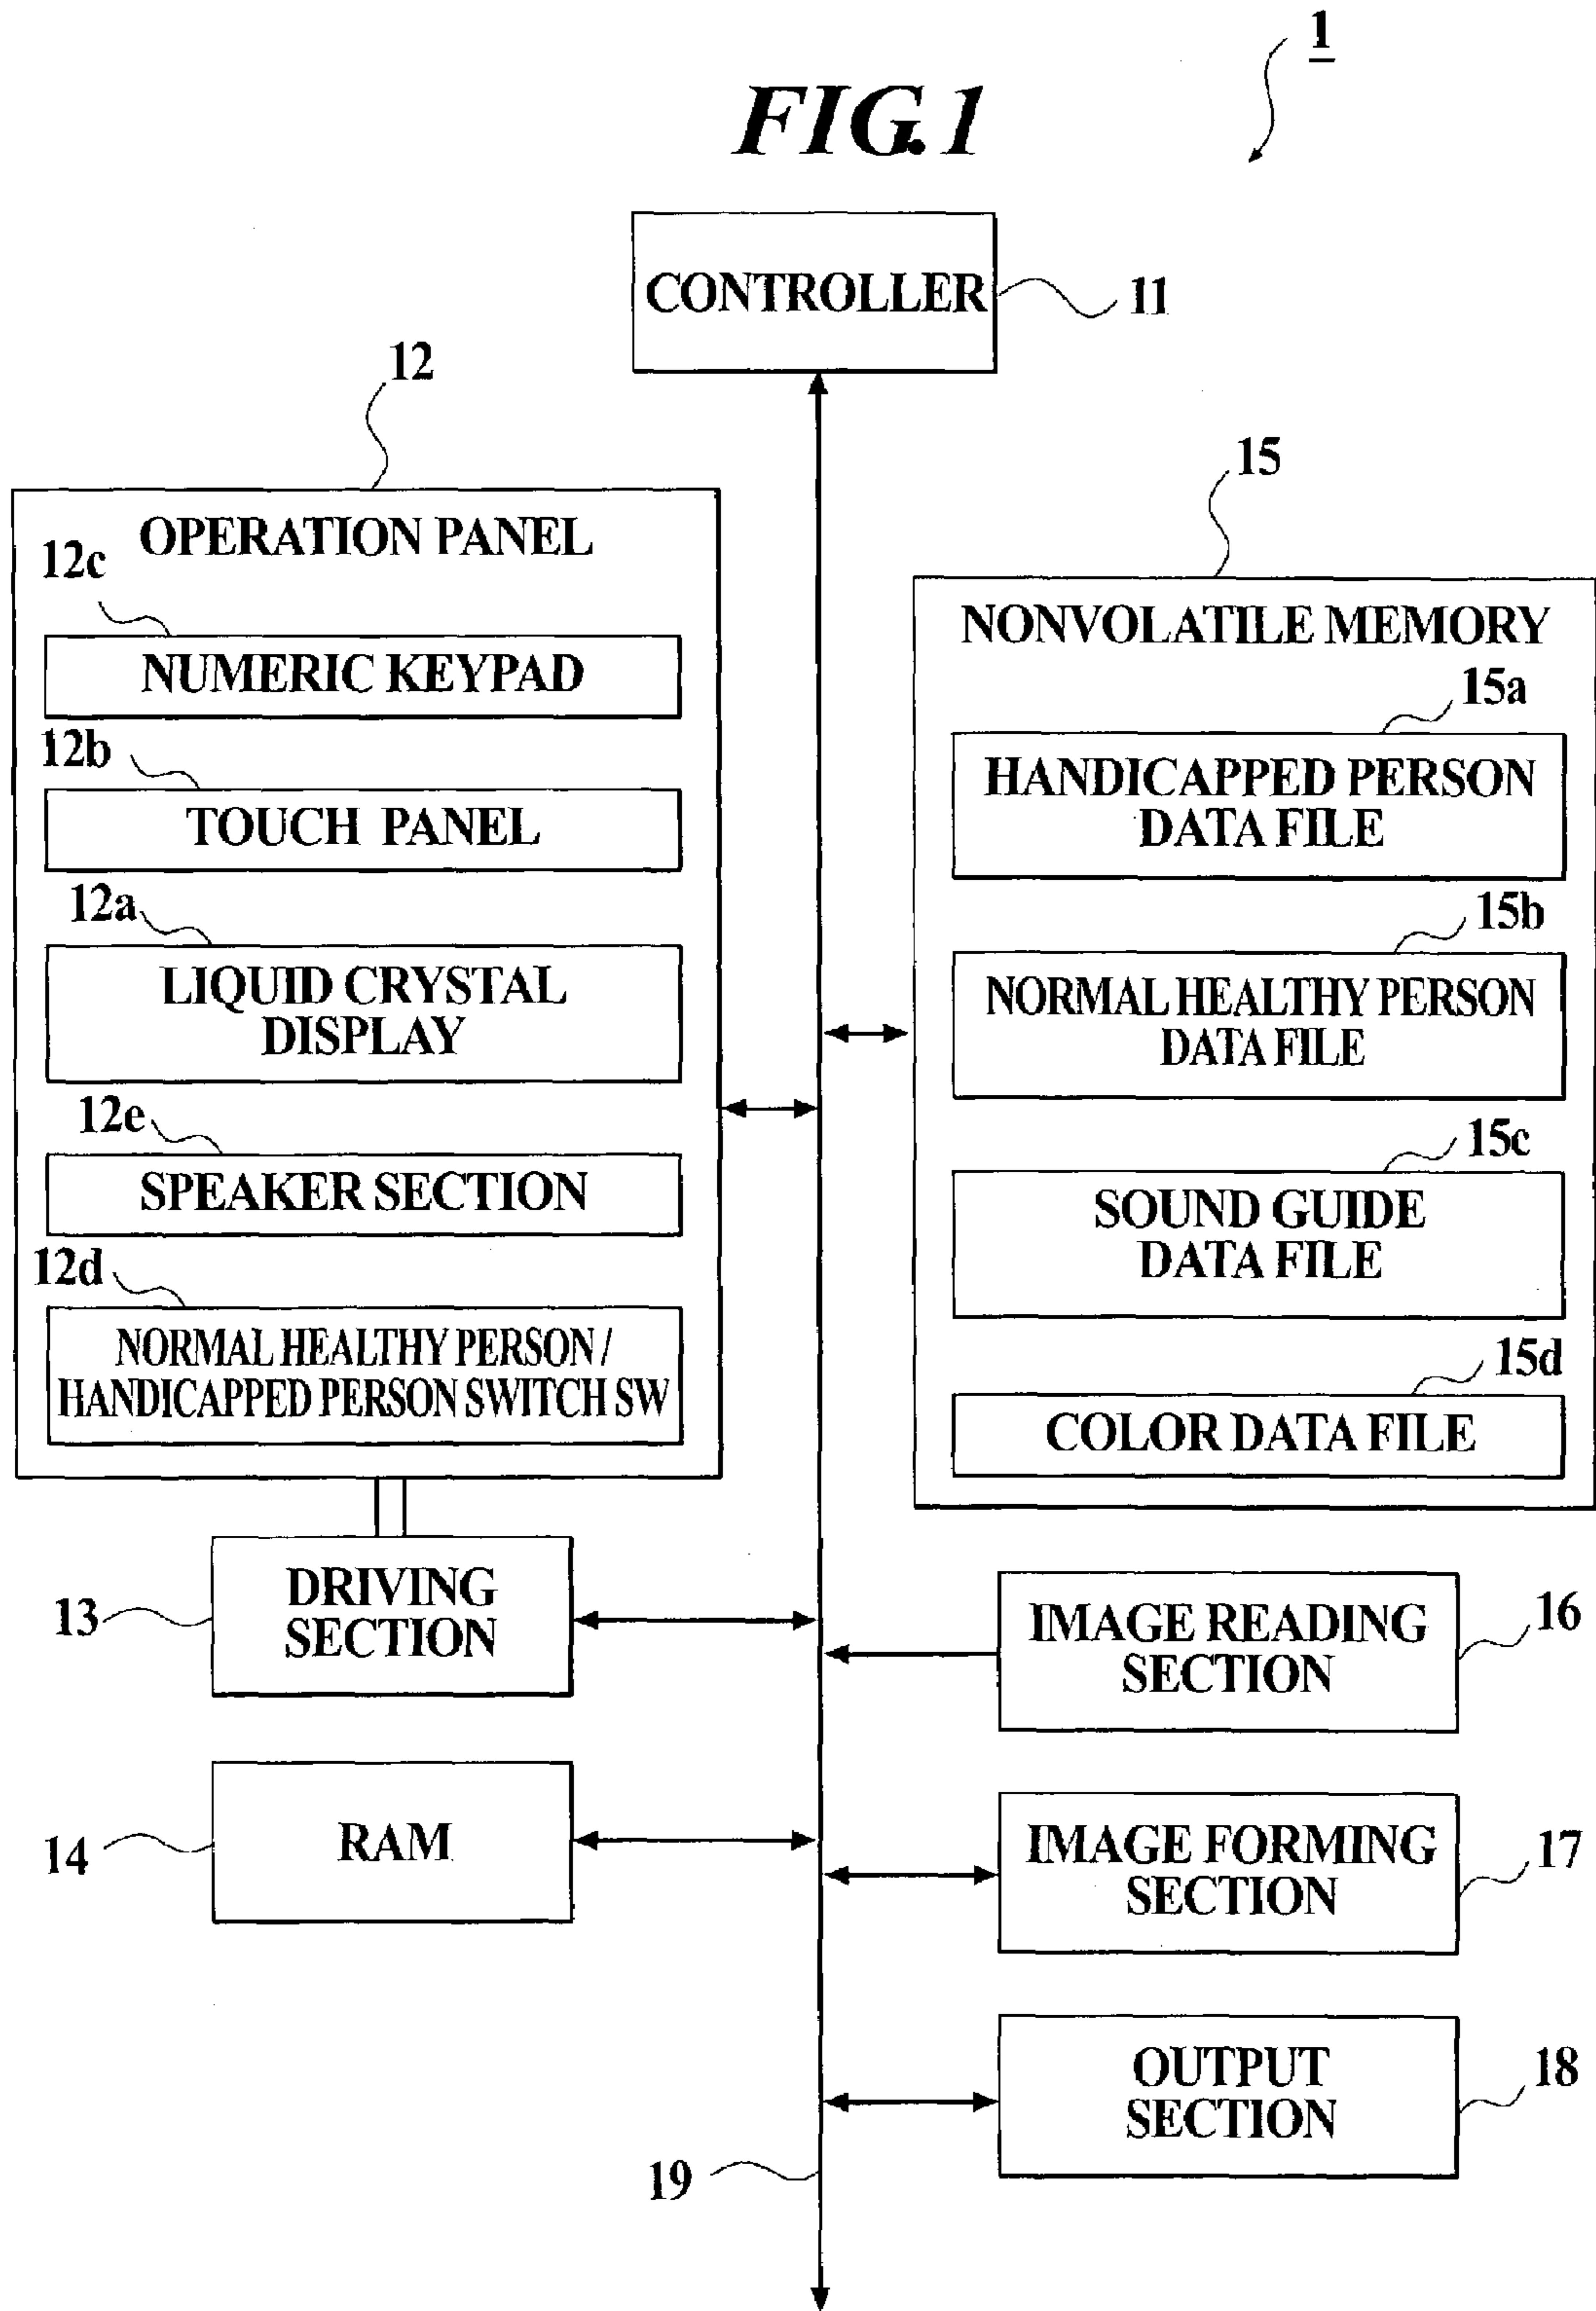 1
FIG. 1
CONTROLLER
11
12
OPERATION PANEL
12c
NUMERIC KEYPAD
12b
TOUCH PANEL
12a
LIQUID CRYSTAL
DISPLAY
12e
SPEAKER SECTION
12d
NORMAL HEALTHY PERSON /
HANDICAPPED PERSON SWITCH SW
15
NONVOLATILE MEMORY
15a
HANDICAPPED PERSON
DATA FILE
15b
NORMAL HEALTHY PERSON
DATA FILE
15c
SOUND GUIDE
DATA FILE
15d
COLOR DATA FILE
13
DRIVING
SECTION
16
IMAGE READING
SECTION
14
RAM
17
IMAGE FORMING
SECTION
18
OUTPUT
SECTION
19